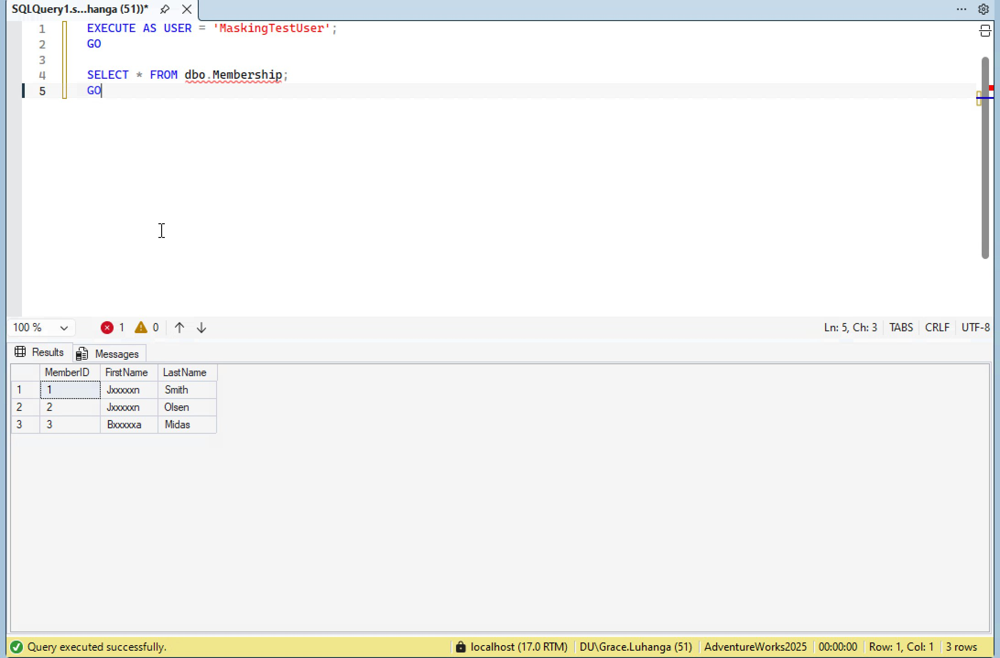 SQLQuery1.s...hanga (51))*
1 EXECUTE AS USER = 'MaskingTestUser';
2 GO
3
4 SELECT * FROM dbo.Membership;
5 GO
100 % 1 0 Ln: 5, Ch: 3 TABS CRLF UTF-8
Results Messages
MemberID FirstName LastName
1 1 Jxxxxxn Smith
2 2 Jxxxxxn Olsen
3 3 Bxxxxxa Midas
Query executed successfully. localhost (17.0 RTM) DU\Grace.Luhanga (51) AdventureWorks2025 00:00:00 Row: 1, Col: 1 3 rows